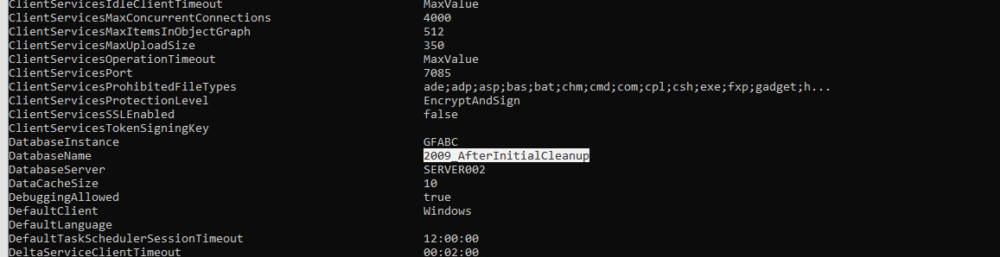 ClientServicesIdleClientTimeout MaxValue
ClientServicesMaxConcurrentConnections 4000
ClientServicesMaxItemsInObjectGraph 512
ClientServicesMaxUploadSize 350
ClientServicesOperationTimeout MaxValue
ClientServicesPort 7085
ClientServicesProhibitedFileTypes ade;adp;asp;bas;bat;chm;cmd;com;cpl;csh;exe;fxp;gadget;h...
ClientServicesProtectionLevel EncryptAndSign
ClientServicesSSLEnabled false
ClientServicesTokenSigningKey
DatabaseInstance GFABC
DatabaseName 2009_AfterInitialCleanup
DatabaseServer SERVER002
DataCacheSize 10
DebuggingAllowed true
DefaultClient Windows
DefaultLanguage
DefaultTaskSchedulerSessionTimeout 12:00:00
DeltaServiceClientTimeout 00:02:00